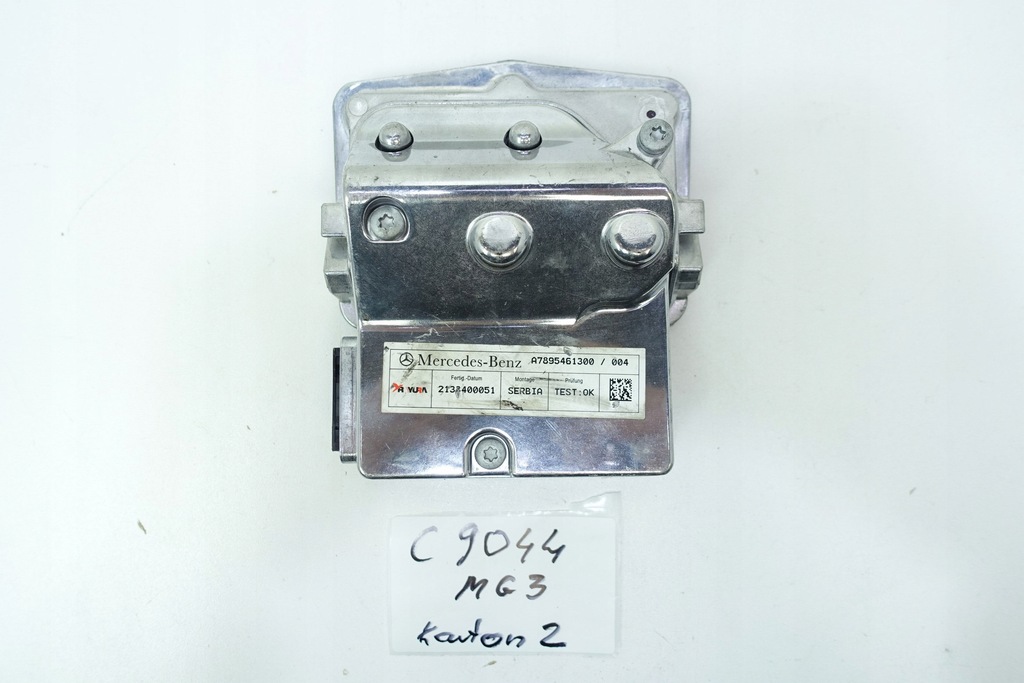 Mercedes-Benz A7895461300 / 004
Fertig.-Datum Montage Prüfung
YURA 2133400051 SERBIA TEST:OK
C 9044
MG3
Karton 2